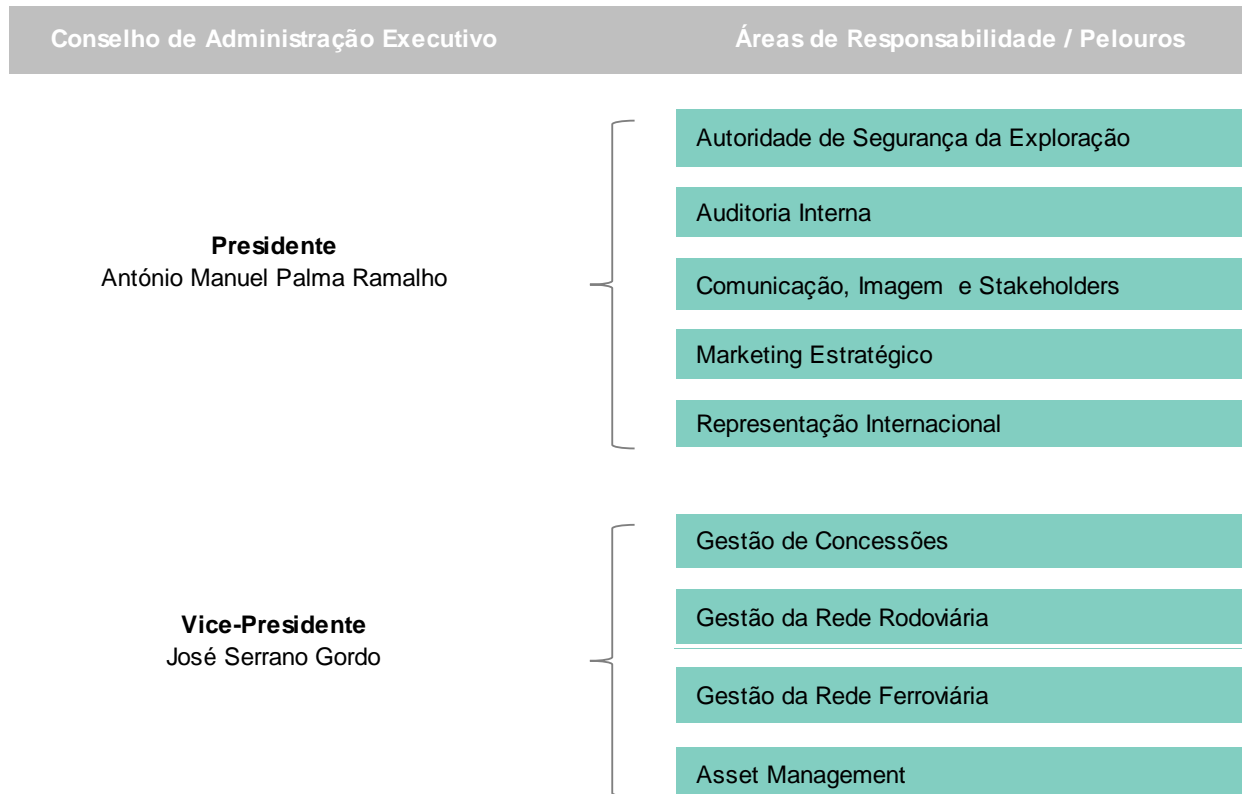 Conselho de Administração Executivo
Áreas de Responsabilidade / Pelouros
Presidente
António Manuel Palma Ramalho
Autoridade de Segurança da Exploração
Auditoria Interna
Comunicação, Imagem e Stakeholders
Marketing Estratégico
Representação Internacional
Vice-Presidente
José Serrano Gordo
Gestão de Concessões
Gestão da Rede Rodoviária
Gestão da Rede Ferroviária
Asset Management